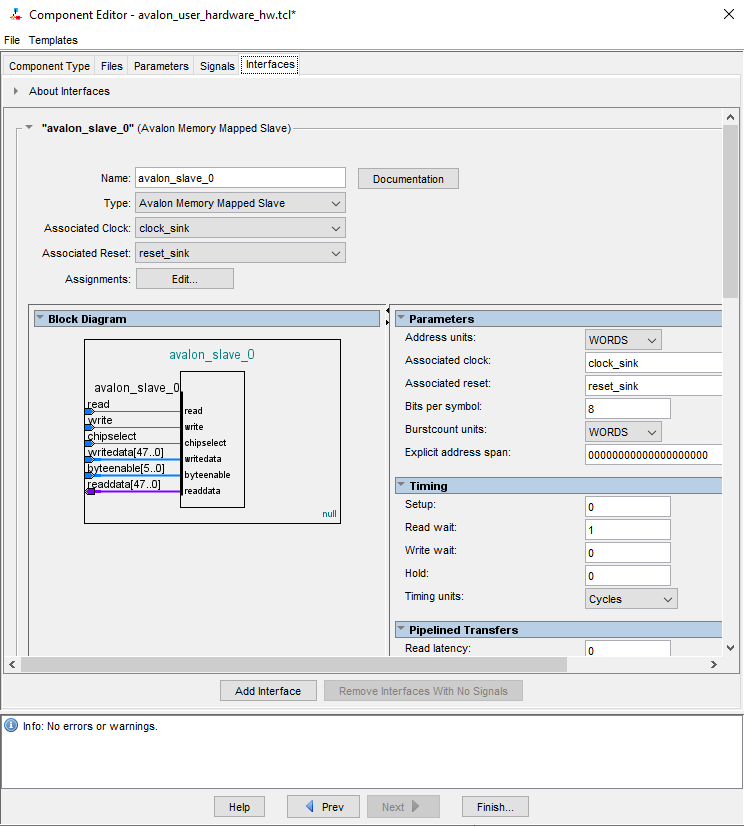 Component Editor - avalon_user_hardware_hw.tcl*
File Templates
Component Type Files Parameters Signals Interfaces
About Interfaces
"avalon_slave_0" (Avalon Memory Mapped Slave)
Name: avalon_slave_0 Documentation
Type: Avalon Memory Mapped Slave
Associated Clock: clock_sink
Associated Reset: reset_sink
Assignments: Edit...
Block Diagram
avalon_slave_0
avalon_slave_0
read
read
write
write
chipselect
chipselect
writedata[47..0]
writedata
byteenable[5..0]
byteenable
readdata[47..0]
readdata
null
Parameters
Address units: WORDS
Associated clock: clock_sink
Associated reset: reset_sink
Bits per symbol: 8
Burstcount units: WORDS
Explicit address span: 00000000000000000000
Timing
Setup: 0
Read wait: 1
Write wait: 0
Hold: 0
Timing units: Cycles
Pipelined Transfers
Read latency: 0
Add Interface Remove Interfaces With No Signals
Info: No errors or warnings.
Help Prev Next Finish...